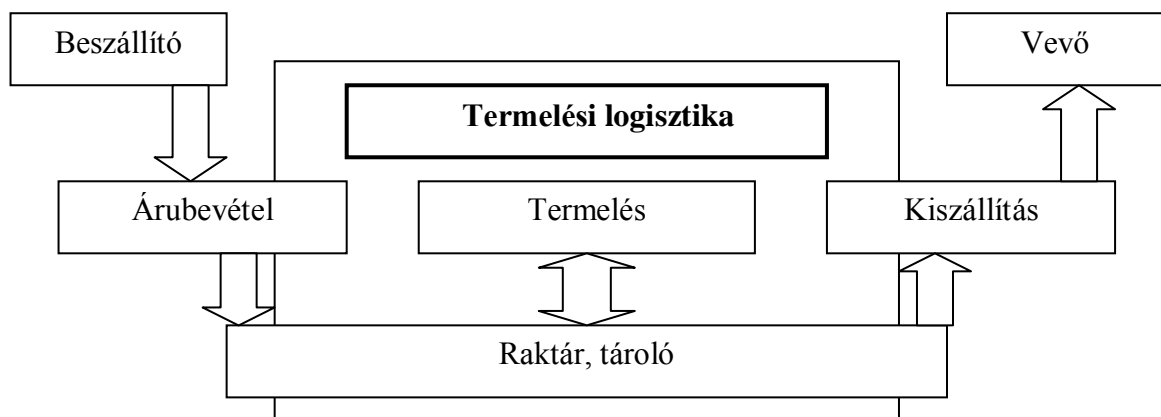 Beszállító
Vevő
Termelési logisztika
Árubevétel
Termelés
Kiszállítás
Raktár, tároló